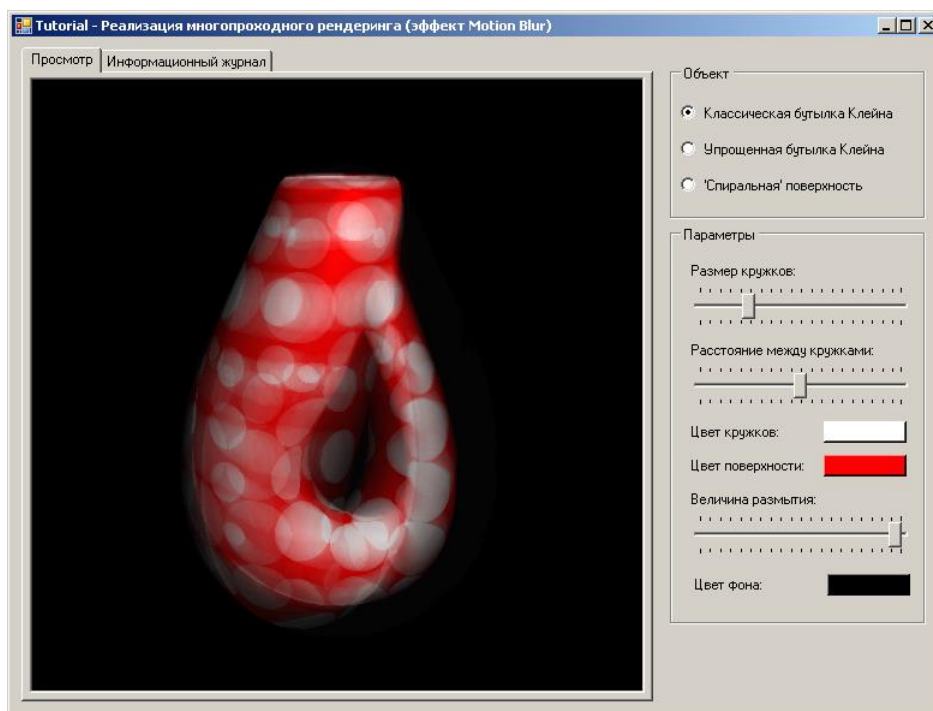 Tutorial - Реализация многопроходного рендеринга (эффект Motion Blur)
Просмотр
Информационный журнал
Объект
Классическая бутылка Клейна
Упрощенная бутылка Клейна
'Спиральная' поверхность
Параметры
Размер кружков:
Расстояние между кружками:
Цвет кружков:
Цвет поверхности:
Величина размытия:
Цвет фона: